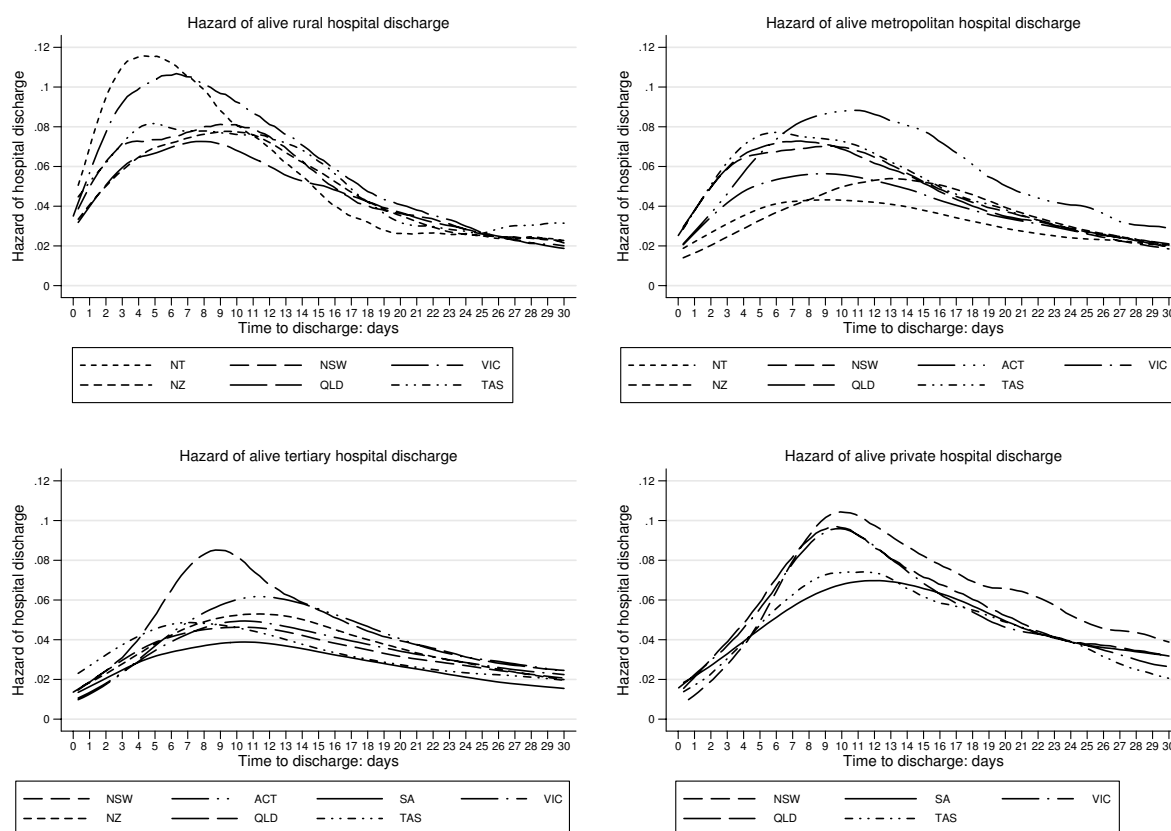 Hazard of alive rural hospital discharge
Hazard of hospital discharge
.12
.1
.08
.06
.04
.02
0
0 1 2 3 4 5 6 7 8 9 10 11 12 13 14 15 16 17 18 19 20 21 22 23 24 25 26 27 28 29 30
Time to discharge: days
NT NSW VIC
NZ QLD TAS
Hazard of alive metropolitan hospital discharge
Hazard of hospital discharge
.12
.1
.08
.06
.04
.02
0
0 1 2 3 4 5 6 7 8 9 10 11 12 13 14 15 16 17 18 19 20 21 22 23 24 25 26 27 28 29 30
Time to discharge: days
NT NSW ACT VIC
NZ QLD TAS
Hazard of alive tertiary hospital discharge
Hazard of hospital discharge
.12
.1
.08
.06
.04
.02
0
0 1 2 3 4 5 6 7 8 9 10 11 12 13 14 15 16 17 18 19 20 21 22 23 24 25 26 27 28 29 30
Time to discharge: days
NSW ACT SA VIC
NZ QLD TAS
Hazard of alive private hospital discharge
Hazard of hospital discharge
.12
.1
.08
.06
.04
.02
0
0 1 2 3 4 5 6 7 8 9 10 11 12 13 14 15 16 17 18 19 20 21 22 23 24 25 26 27 28 29 30
Time to discharge: days
NSW SA VIC
QLD TAS